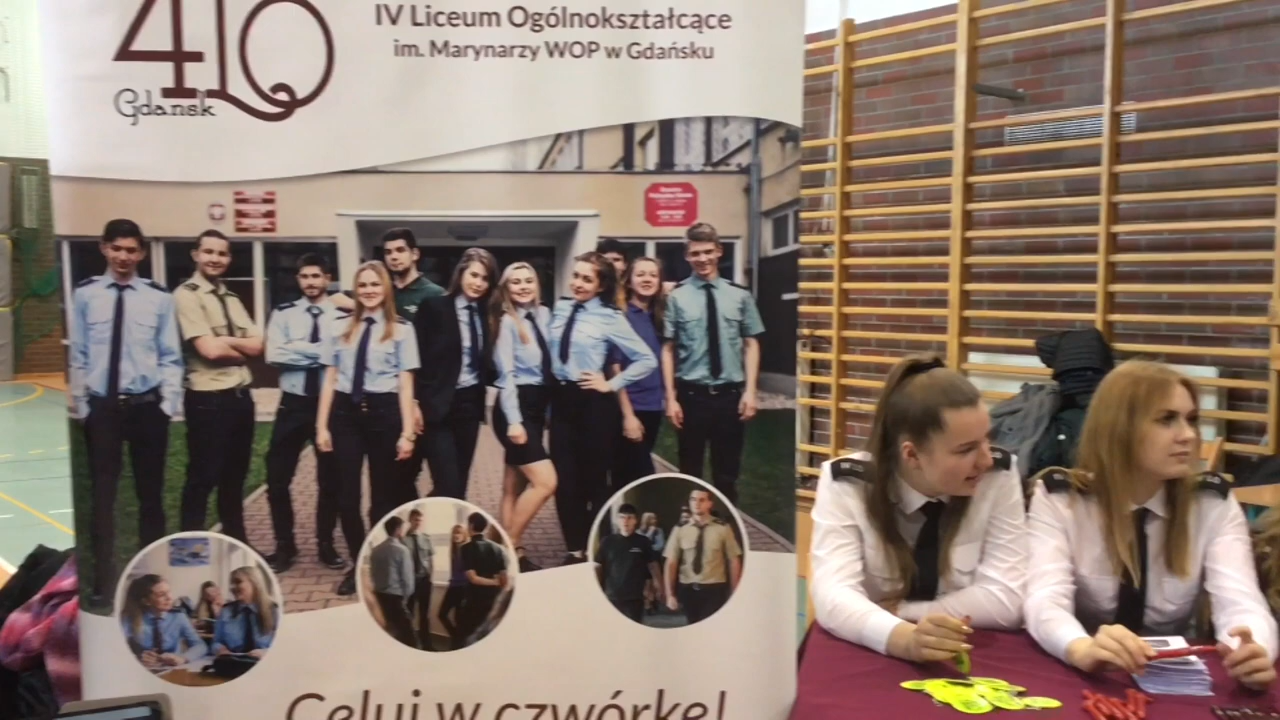 4LO
Gdańsk
IV Liceum Ogólnokształcące
im. Marynarzy WOP w Gdańsku
Celuj w czwórkę!